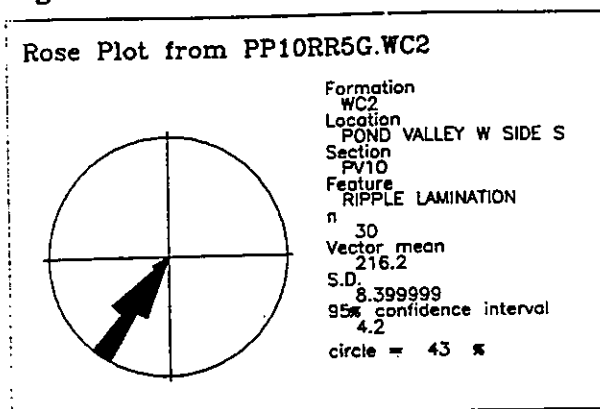 Rose Plot from PP10RR5G.WC2
Formation
WC2
Location
POND VALLEY W SIDE S
Section
PV10
Feature
RIPPLE LAMINATION
n
30
Vector mean
216.2
S.D.
8.399999
95% confidence interval
4.2
circle = 43 %